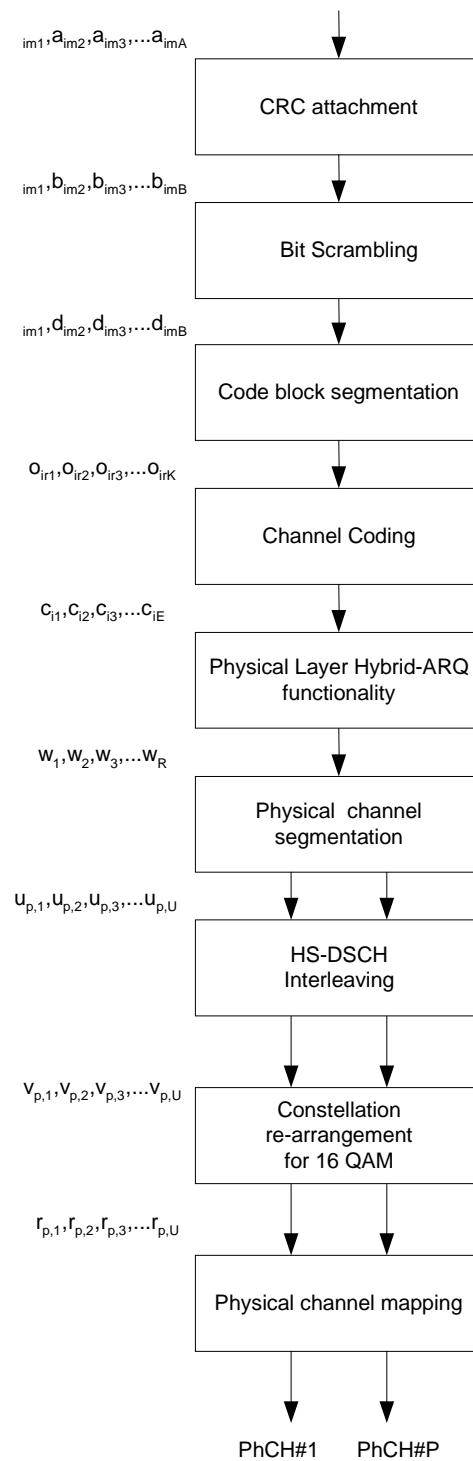 im1,aim2,aim3,...aimA
CRC attachment
im1,bim2,bim3,...bimB
Bit Scrambling
im1,dim2,dim3,...dimB
Code block segmentation
oir1,oir2,oir3,...oirK
Channel Coding
ci1,ci2,ci3,...ciE
Physical Layer Hybrid-ARQ
functionality
w1,w2,w3,...wR
Physical channel
segmentation
up,1,up,2,up,3,...up,U
HS-DSCH
Interleaving
vp,1,vp,2,vp,3,...vp,U
Constellation
re-arrangement
for 16 QAM
rp,1,rp,2,rp,3,...rp,U
Physical channel mapping
PhCH#1 PhCH#P